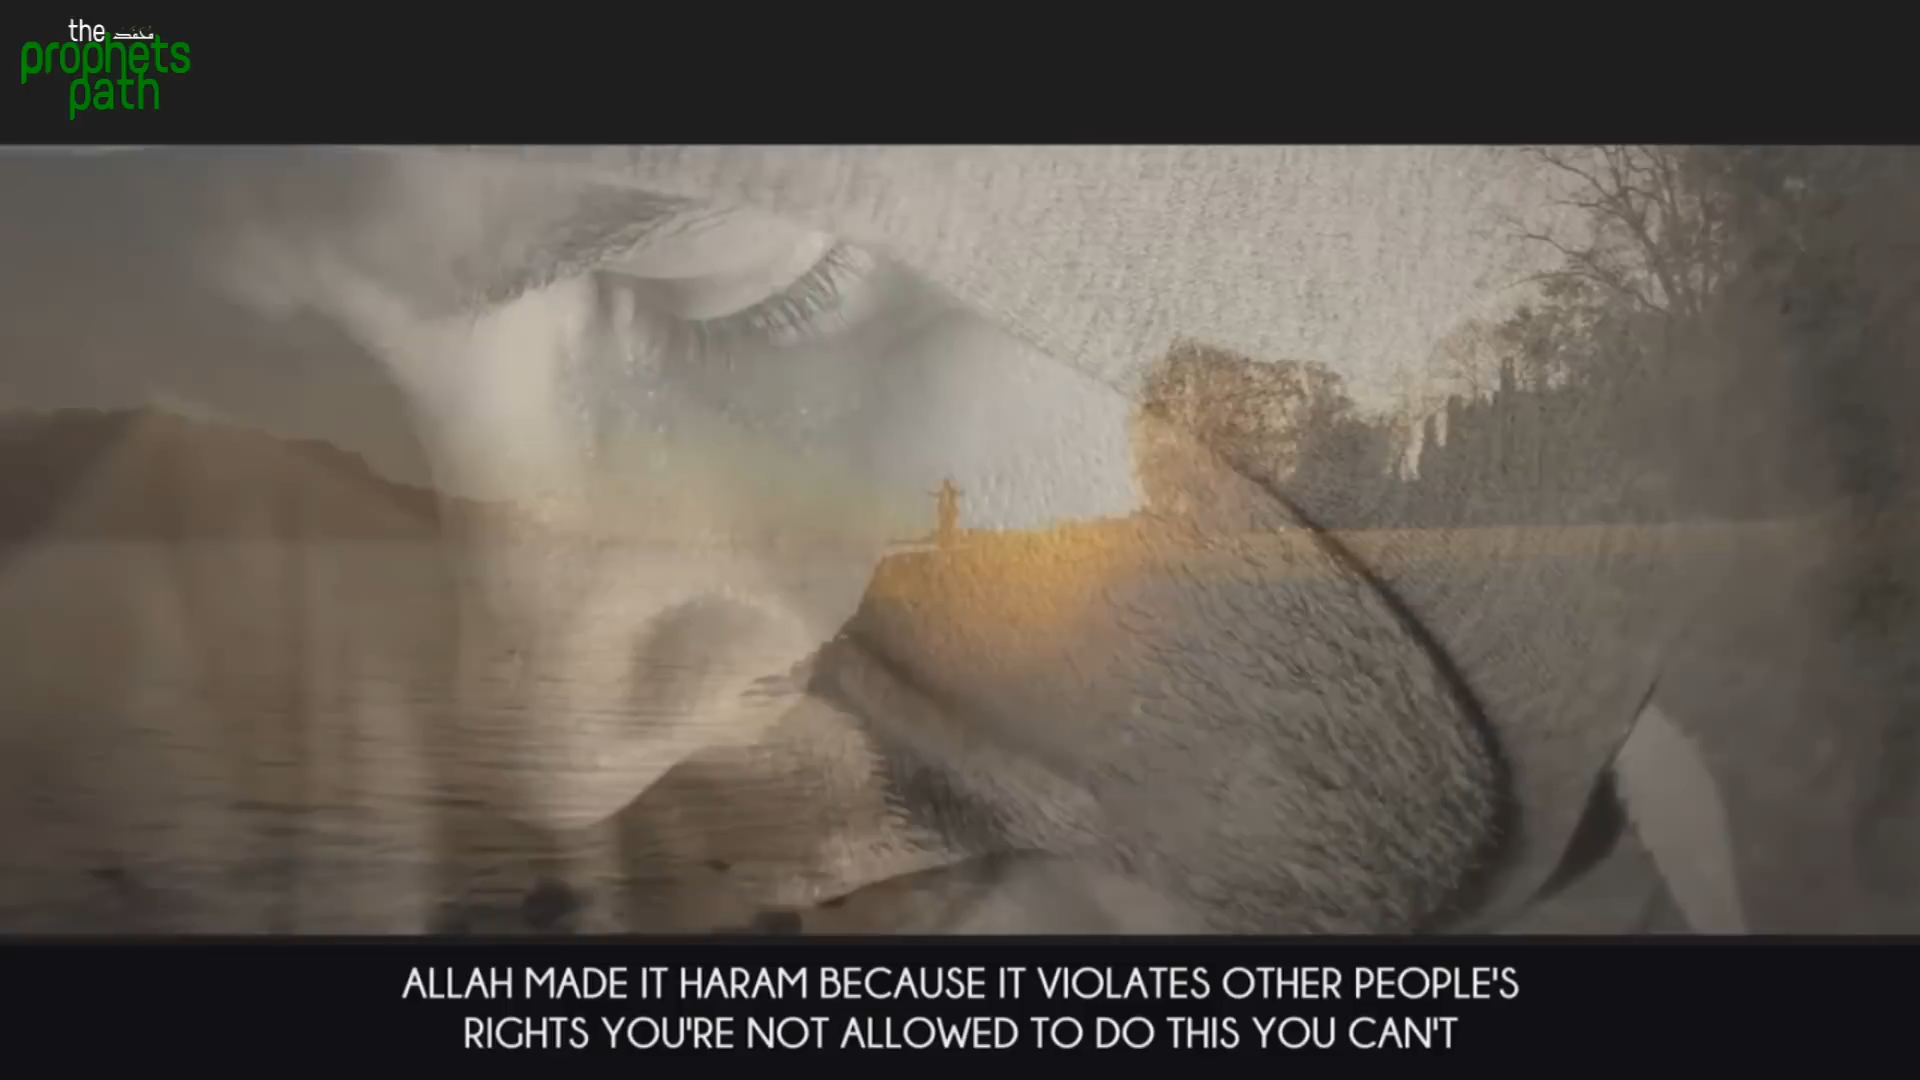 the محمد
prophets
path
ALLAH MADE IT HARAM BECAUSE IT VIOLATES OTHER PEOPLE'S
RIGHTS YOU'RE NOT ALLOWED TO DO THIS YOU CAN'T